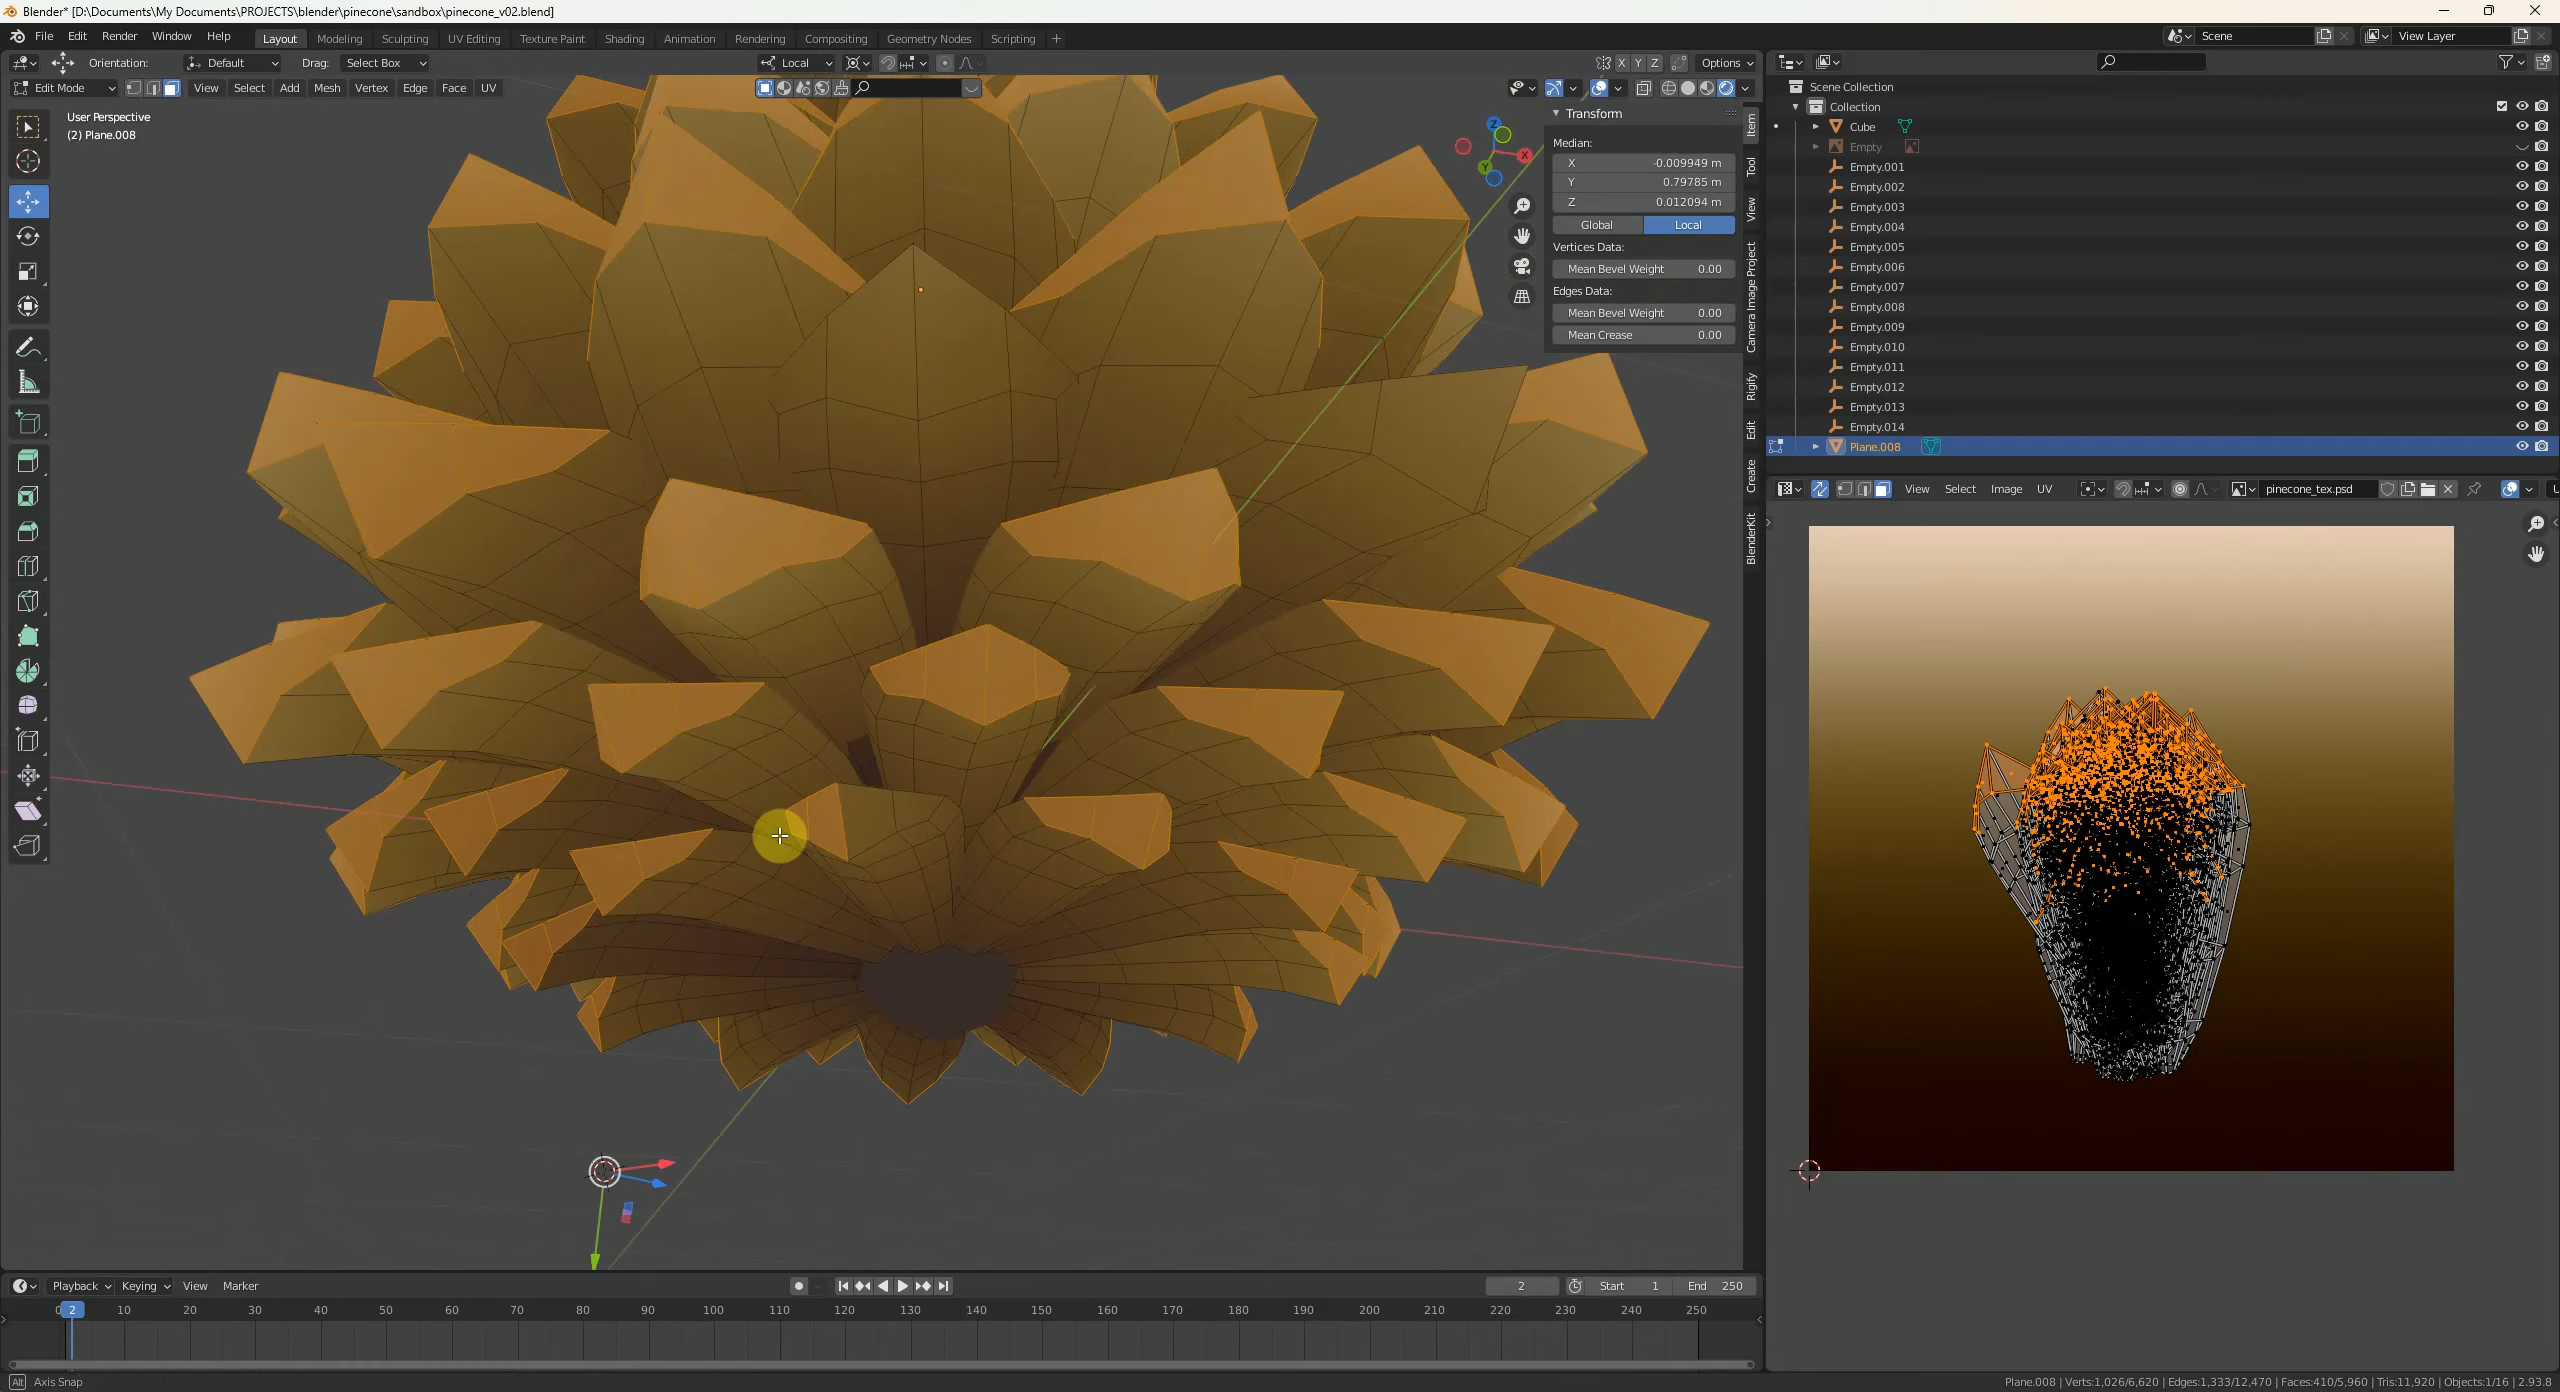 Blender* [D:\Documents\My Documents\PROJECTS\blender\pinecone\sandbox\pinecone_v02.blend]
File Edit Render Window Help Layout Modeling Sculpting UV Editing Texture Paint Shading Animation Rendering Compositing Geometry Nodes Scripting + Scene View Layer
Orientation: Default Drag: Select Box Local X Y Z Options
Edit Mode View Select Add Mesh Vertex Edge Face UV
User Perspective
(2) Plane.008
Transform
Median:
X -0.009949 m
Y 0.79785 m
Z 0.012094 m
Global Local
Vertices Data:
Mean Bevel Weight 0.00
Edges Data:
Mean Bevel Weight 0.00
Mean Crease 0.00
Item
Tool
View
Camera Image Project
Rigify
Edit
Create
BlenderKit
Z
X
Y
Scene Collection
Collection
Cube
Empty
Empty.001
Empty.002
Empty.003
Empty.004
Empty.005
Empty.006
Empty.007
Empty.008
Empty.009
Empty.010
Empty.011
Empty.012
Empty.013
Empty.014
Plane.008
View Select Image UV pinecone_tex.psd
Playback Keying View Marker 2 Start 1 End 250
0 2 10 20 30 40 50 60 70 80 90 100 110 120 130 140 150 160 170 180 190 200 210 220 230 240 250
Alt Axis Snap
Plane.008 | Verts:1,026/6,620 | Edges:1,333/12,470 | Faces:410/5,960 | Tris:11,920 | Objects:1/16 | 2.93.8